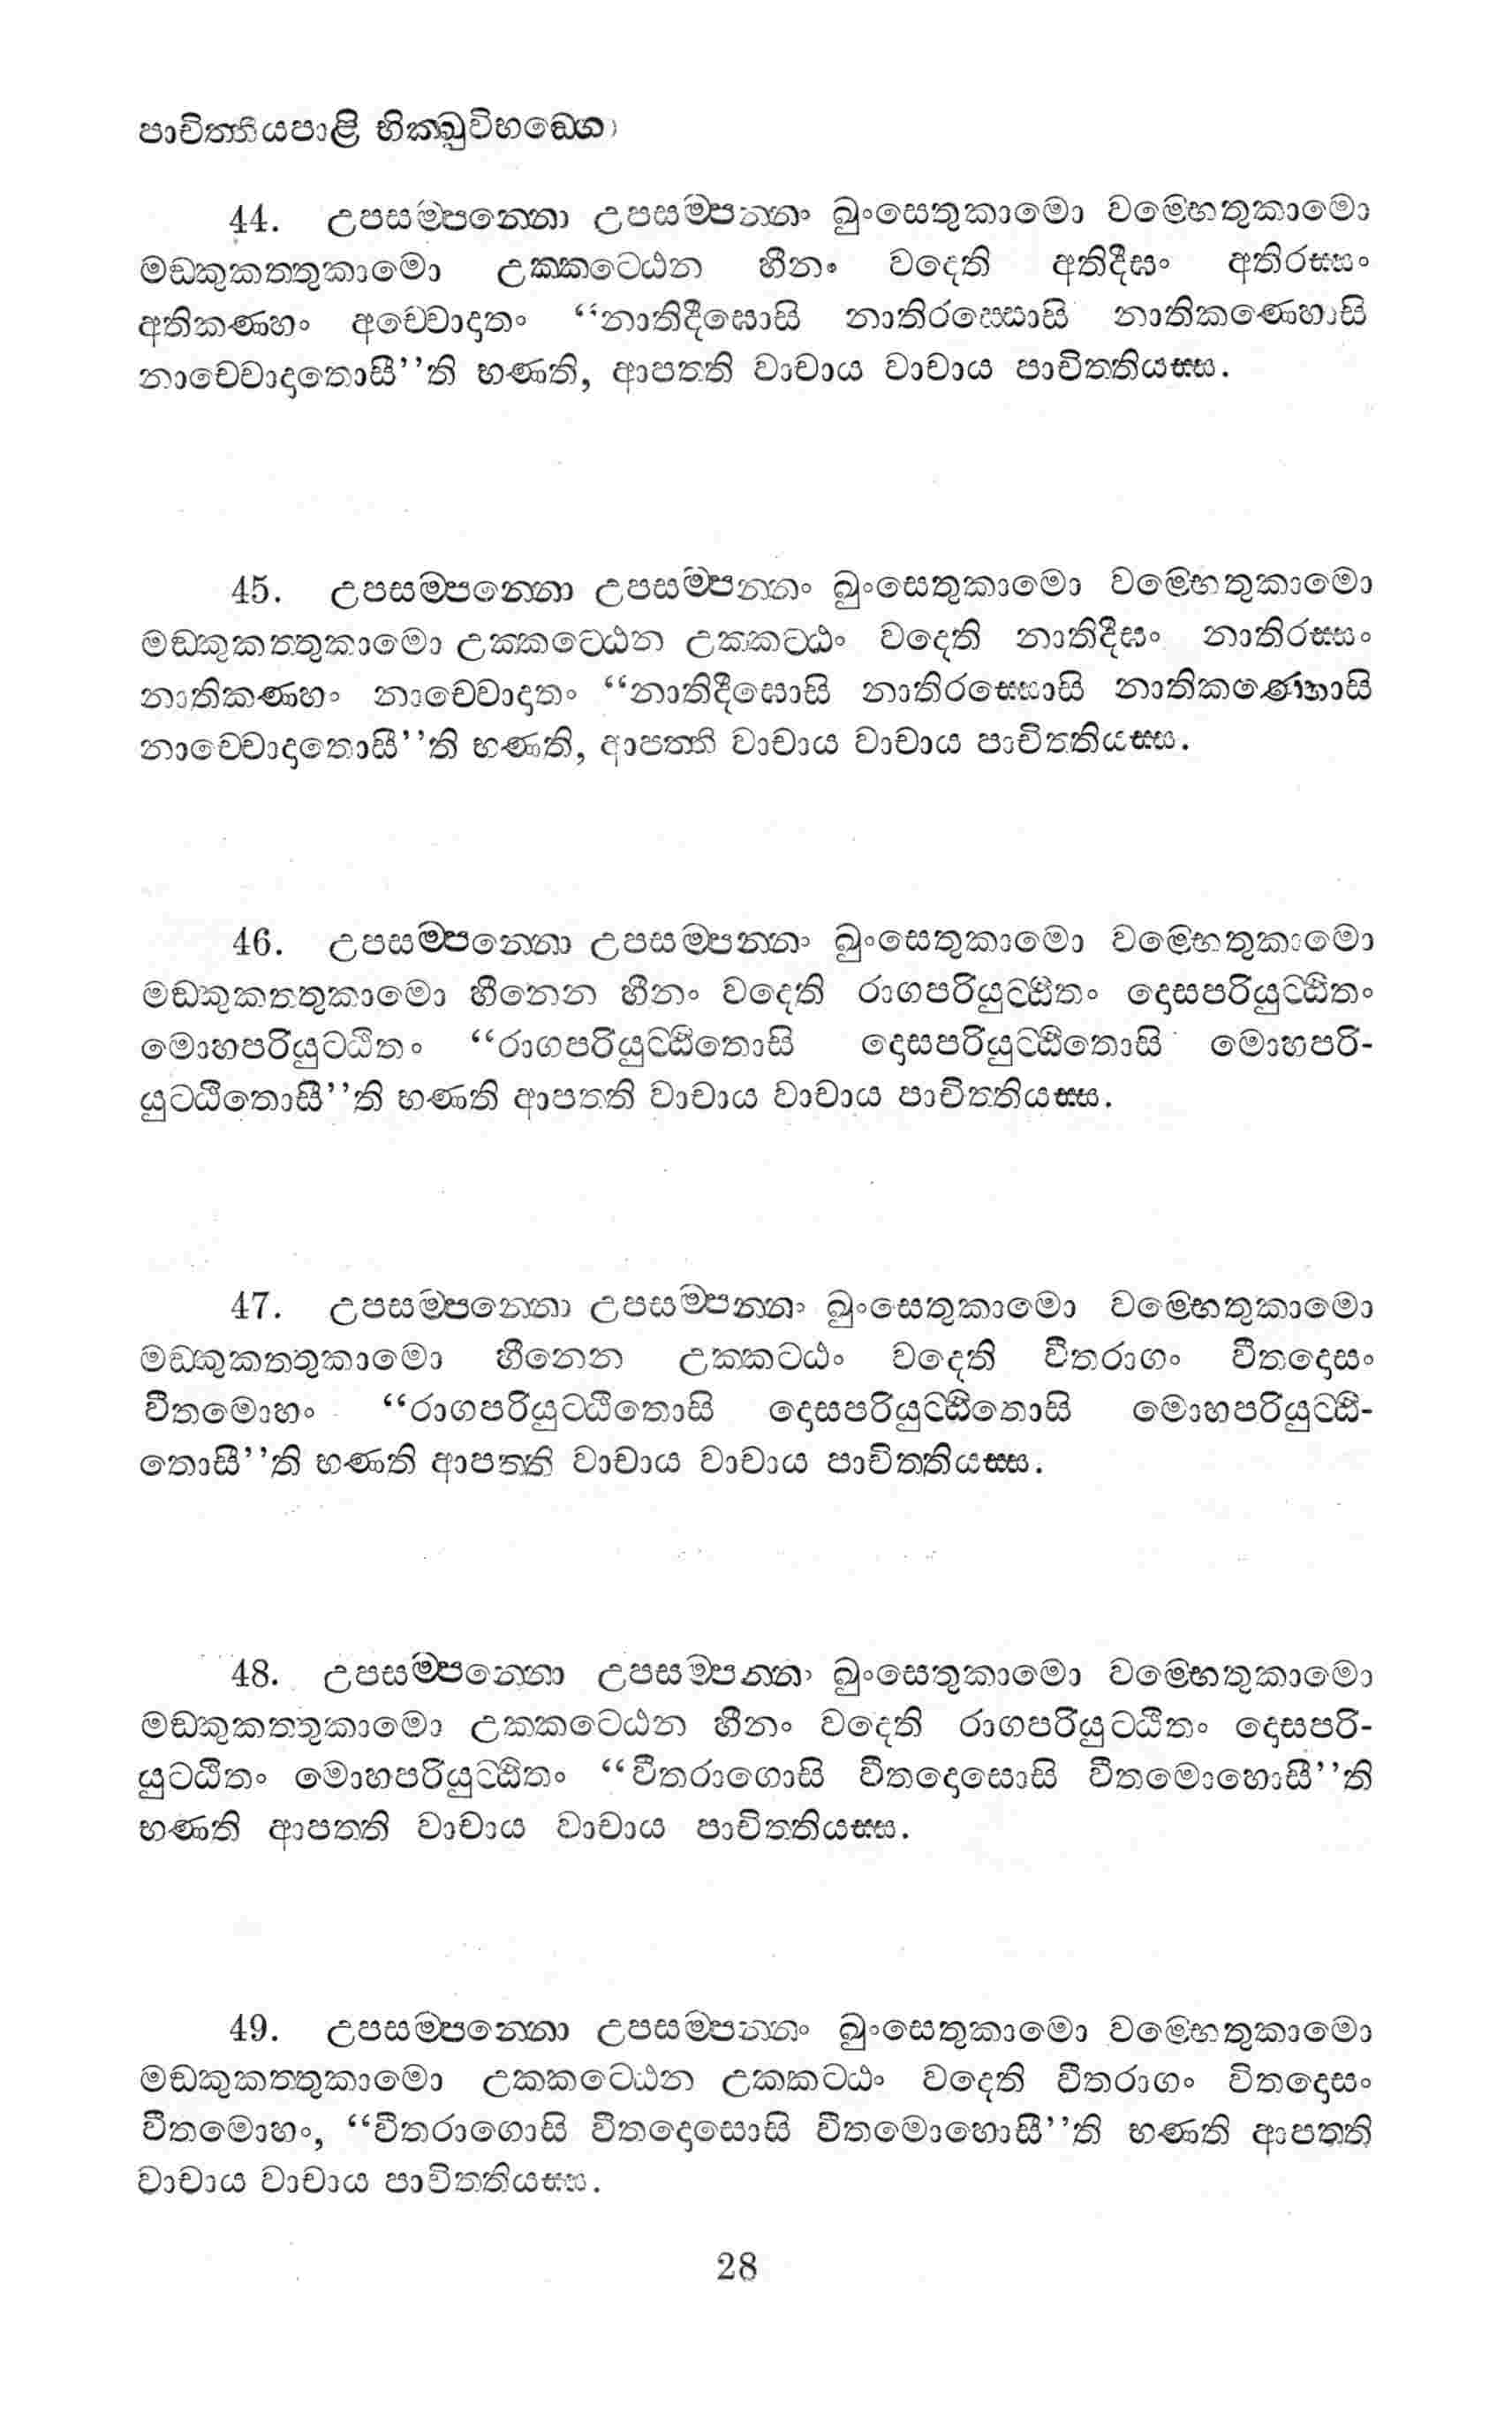 පාචිත්තියපාළි භික්ඛුවිභඞ්ගො
44. උපසම්පන්නො උපසම්පන්නං ඛුංසෙතුකාමො වම්භෙතුකාමො
මඞ්කුකත්තුකාමො උක්කට්ඨෙන හීනං වදෙති අතිදීඝං අතිරස්සං
අතිකණ්හං අච්චොදාතං “නාතිදීඝොසි නාතිරස්සොසි නාතිකණ්හොසි
නාච්චොදාතොසී’’ති භණති, ආපත්ති වාචාය වාචාය පාචිත්තියස්ස.
45. උපසම්පන්නො උපසම්පන්නං ඛුංසෙතුකාමො වම්භෙතුකාමො
මඞ්කුකත්තුකාමො උක්කට්ඨෙන උක්කට්ඨං වදෙති නාතිදීඝං නාතිරස්සං
නාතිකණ්හං නාච්චොදාතං “නාතිදීඝොසි නාතිරස්සොසි නාතිකණ්හොසි
නාච්චොදාතොසී’’ති භණති, ආපත්ති වාචාය වාචාය පාචිත්තියස්ස.
46. උපසම්පන්නො උපසම්පන්නං ඛුංසෙතුකාමො වම්භෙතුකාමො
මඞ්කුකත්තුකාමො හීනෙන හීනං වදෙති රාගපරියුට්ඨිතං දොසපරියුට්ඨිතං
මොහපරියුට්ඨිතං “රාගපරියුට්ඨිතොසි දොසපරියුට්ඨිතොසි මොහපරි-
යුට්ඨිතොසී’’ති භණති ආපත්ති වාචාය වාචාය පාචිත්තියස්ස.
47. උපසම්පන්නො උපසම්පන්නං ඛුංසෙතුකාමො වම්භෙතුකාමො
මඞ්කුකත්තුකාමො හීනෙන උක්කට්ඨං වදෙති වීතරාගං වීතදොසං
වීතමොහං “රාගපරියුට්ඨිතොසි දොසපරියුට්ඨිතොසි මොහපරියුට්ඨි-
තොසී’’ති භණති ආපත්ති වාචාය වාචාය පාචිත්තියස්ස.
48. උපසම්පන්නො උපසම්පන්නං ඛුංසෙතුකාමො වම්භෙතුකාමො
මඞ්කුකත්තුකාමො උක්කට්ඨෙන හීනං වදෙති රාගපරියුට්ඨිතං දොසපරි-
යුට්ඨිතං මොහපරියුට්ඨිතං “වීතරාගොසි වීතදොසොසි වීතමොහොසී’’ති
භණති ආපත්ති වාචාය වාචාය පාචිත්තියස්ස.
49. උපසම්පන්නො උපසම්පන්නං ඛුංසෙතුකාමො වම්භෙතුකාමො
මඞ්කුකත්තුකාමො උක්කට්ඨෙන උක්කට්ඨං වදෙති වීතරාගං විතදොසං
වීතමොහං, “වීතරාගොසි වීතදොසොසි වීතමොහොසී’’ති භණති ආපත්ති
වාචාය වාචාය පාචිත්තියස්ස.
28